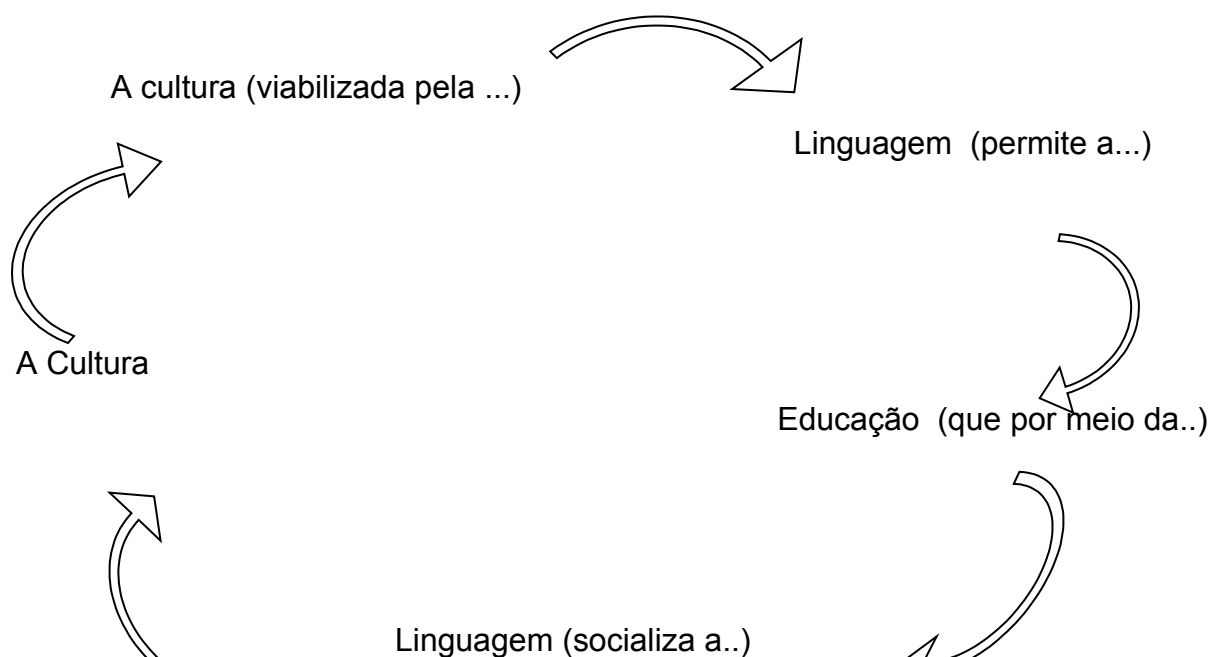 A cultura (viabilizada pela ...)
Linguagem  (permite a...)
A Cultura
Educação  (que por meio da..)
Linguagem (socializa a..)